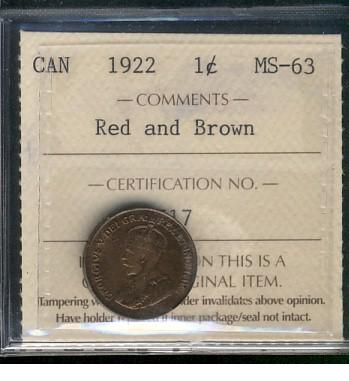 CAN 1922 1¢ MS-63
— COMMENTS —
Red and Brown
— CERTIFICATION NO. —
17
ON THIS IS A
GINAL ITEM.
Tampering invalidates above opinion.
Have holder if inner package/seal not intact.